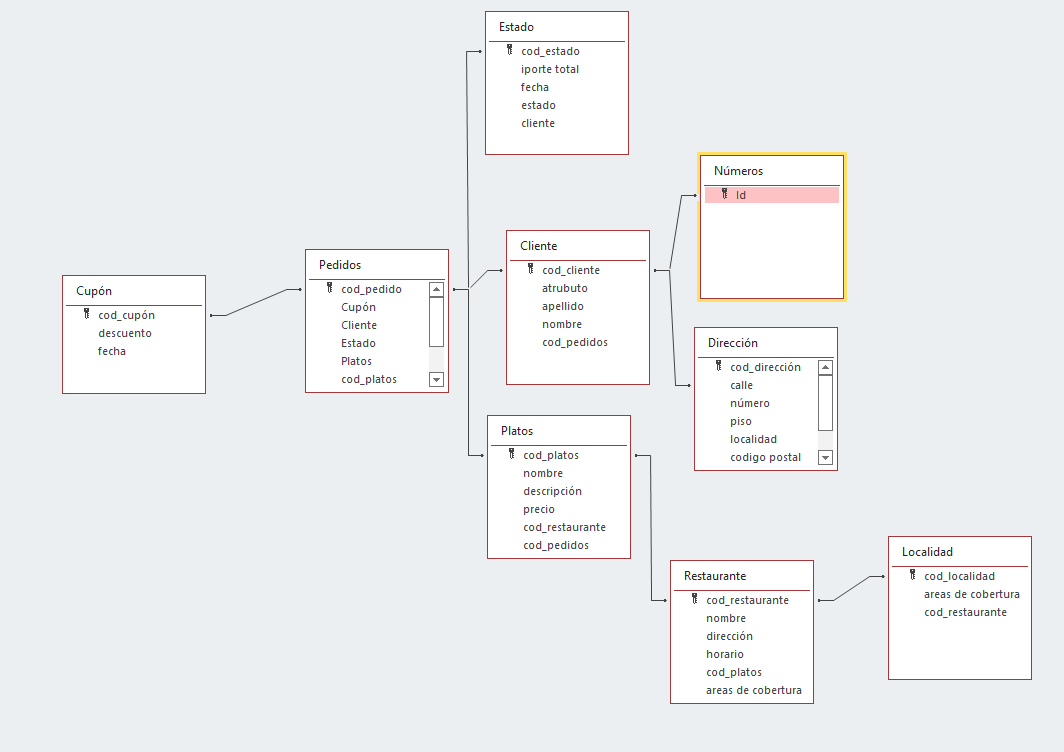 Estado
cod_estado
iporte total
fecha
estado
cliente
Números
Id
Cliente
cod_cliente
atrubuto
apellido
nombre
cod_pedidos
Pedidos
cod_pedido
Cupón
Cliente
Estado
Platos
cod_platos
Cupón
cod_cupón
descuento
fecha
Dirección
cod_dirección
calle
número
piso
localidad
codigo postal
Platos
cod_platos
nombre
descripción
precio
cod_restaurante
cod_pedidos
Restaurante
cod_restaurante
nombre
dirección
horario
cod_platos
areas de cobertura
Localidad
cod_localidad
areas de cobertura
cod_restaurante